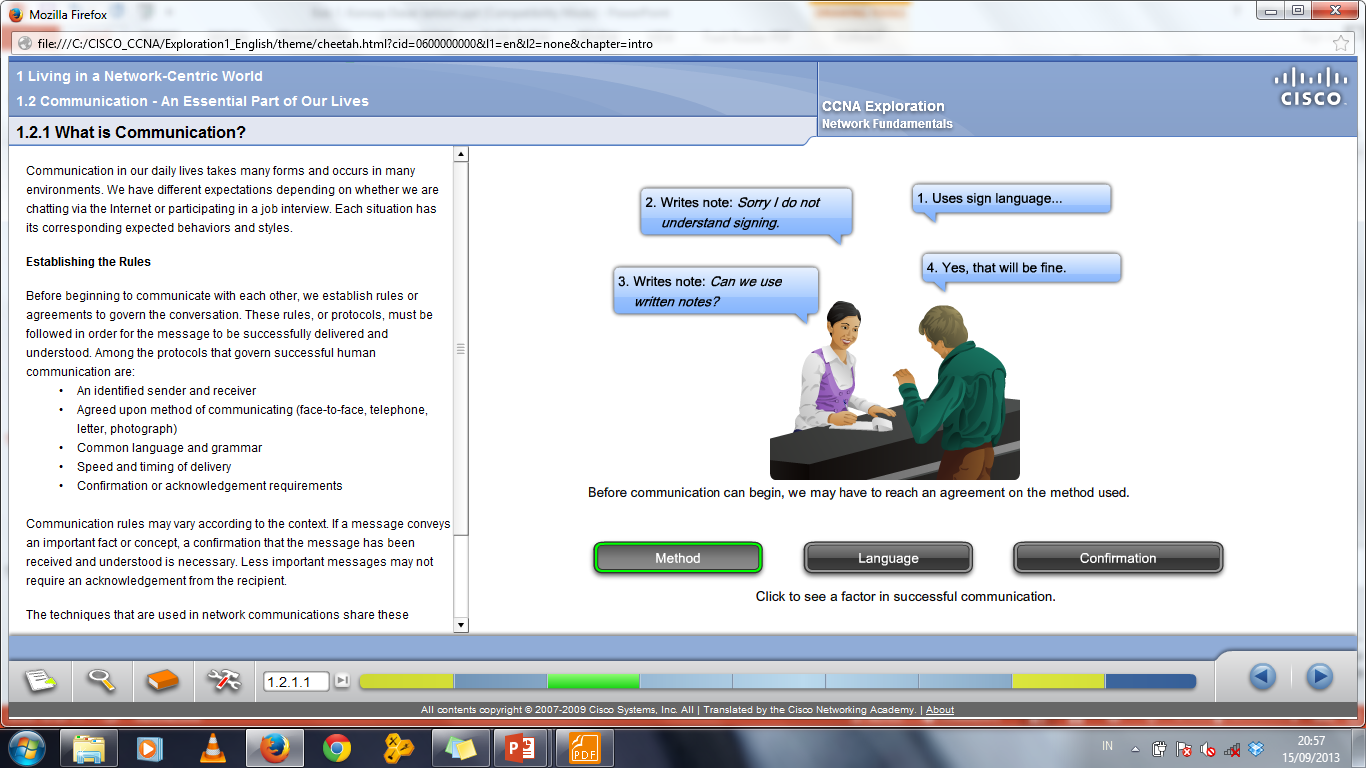 Mozilla Firefox
file:///C:/CISCO_CCNA/Exploration1_English/theme/cheetah.html?cid=0600000000&l1=en&l2=none&chapter=intro
1 Living in a Network-Centric World
1.2 Communication - An Essential Part of Our Lives
CCNA Exploration
Network Fundamentals
CISCO
1.2.1 What is Communication?
Communication in our daily lives takes many forms and occurs in many
environments. We have different expectations depending on whether we are
chatting via the Internet or participating in a job interview. Each situation has
its corresponding expected behaviors and styles.
Establishing the Rules
Before beginning to communicate with each other, we establish rules or
agreements to govern the conversation. These rules, or protocols, must be
followed in order for the message to be successfully delivered and
understood. Among the protocols that govern successful human
communication are:
• An identified sender and receiver
• Agreed upon method of communicating (face-to-face, telephone,
letter, photograph)
• Common language and grammar
• Speed and timing of delivery
• Confirmation or acknowledgement requirements
Communication rules may vary according to the context. If a message conveys
an important fact or concept, a confirmation that the message has been
received and understood is necessary. Less important messages may not
require an acknowledgement from the recipient.
The techniques that are used in network communications share these
1. Uses sign language...
2. Writes note: Sorry I do not
understand signing.
3. Writes note: Can we use
written notes?
4. Yes, that will be fine.
Before communication can begin, we may have to reach an agreement on the method used.
Method
Language
Confirmation
Click to see a factor in successful communication.
1.2.1.1
All contents copyright © 2007-2009 Cisco Systems, Inc. All | Translated by the Cisco Networking Academy. | About
PDF
IN
20:57
15/09/2013